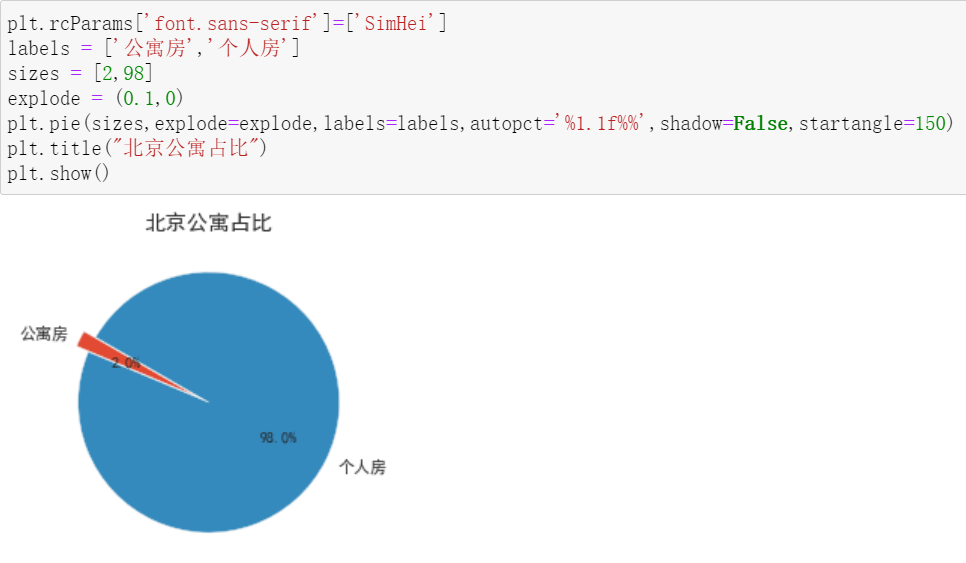 plt.rcParams['font.sans-serif']=['SimHei']
labels = ['公寓房','个人房']
sizes = [2,98]
explode = (0.1,0)
plt.pie(sizes,explode=explode,labels=labels,autopct='%1.1f%%',shadow=False,startangle=150)
plt.title("北京公寓占比")
plt.show()
北京公寓占比
公寓房
2.0%
98.0%
个人房